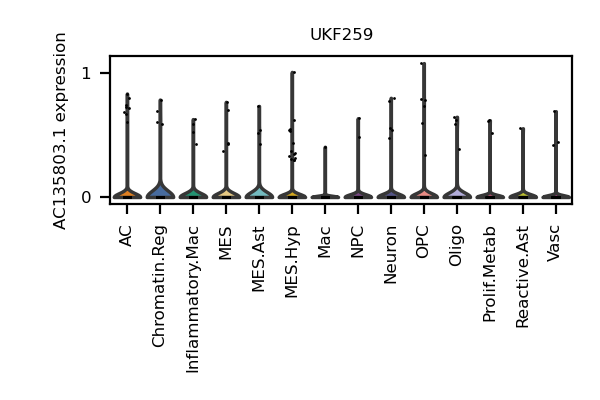 UKF259
AC135803.1 expression
1
0
AC
Chromatin.Reg
Inflammatory.Mac
MES
MES.Ast
MES.Hyp
Mac
NPC
Neuron
OPC
Oligo
Prolif.Metab
Reactive.Ast
Vasc